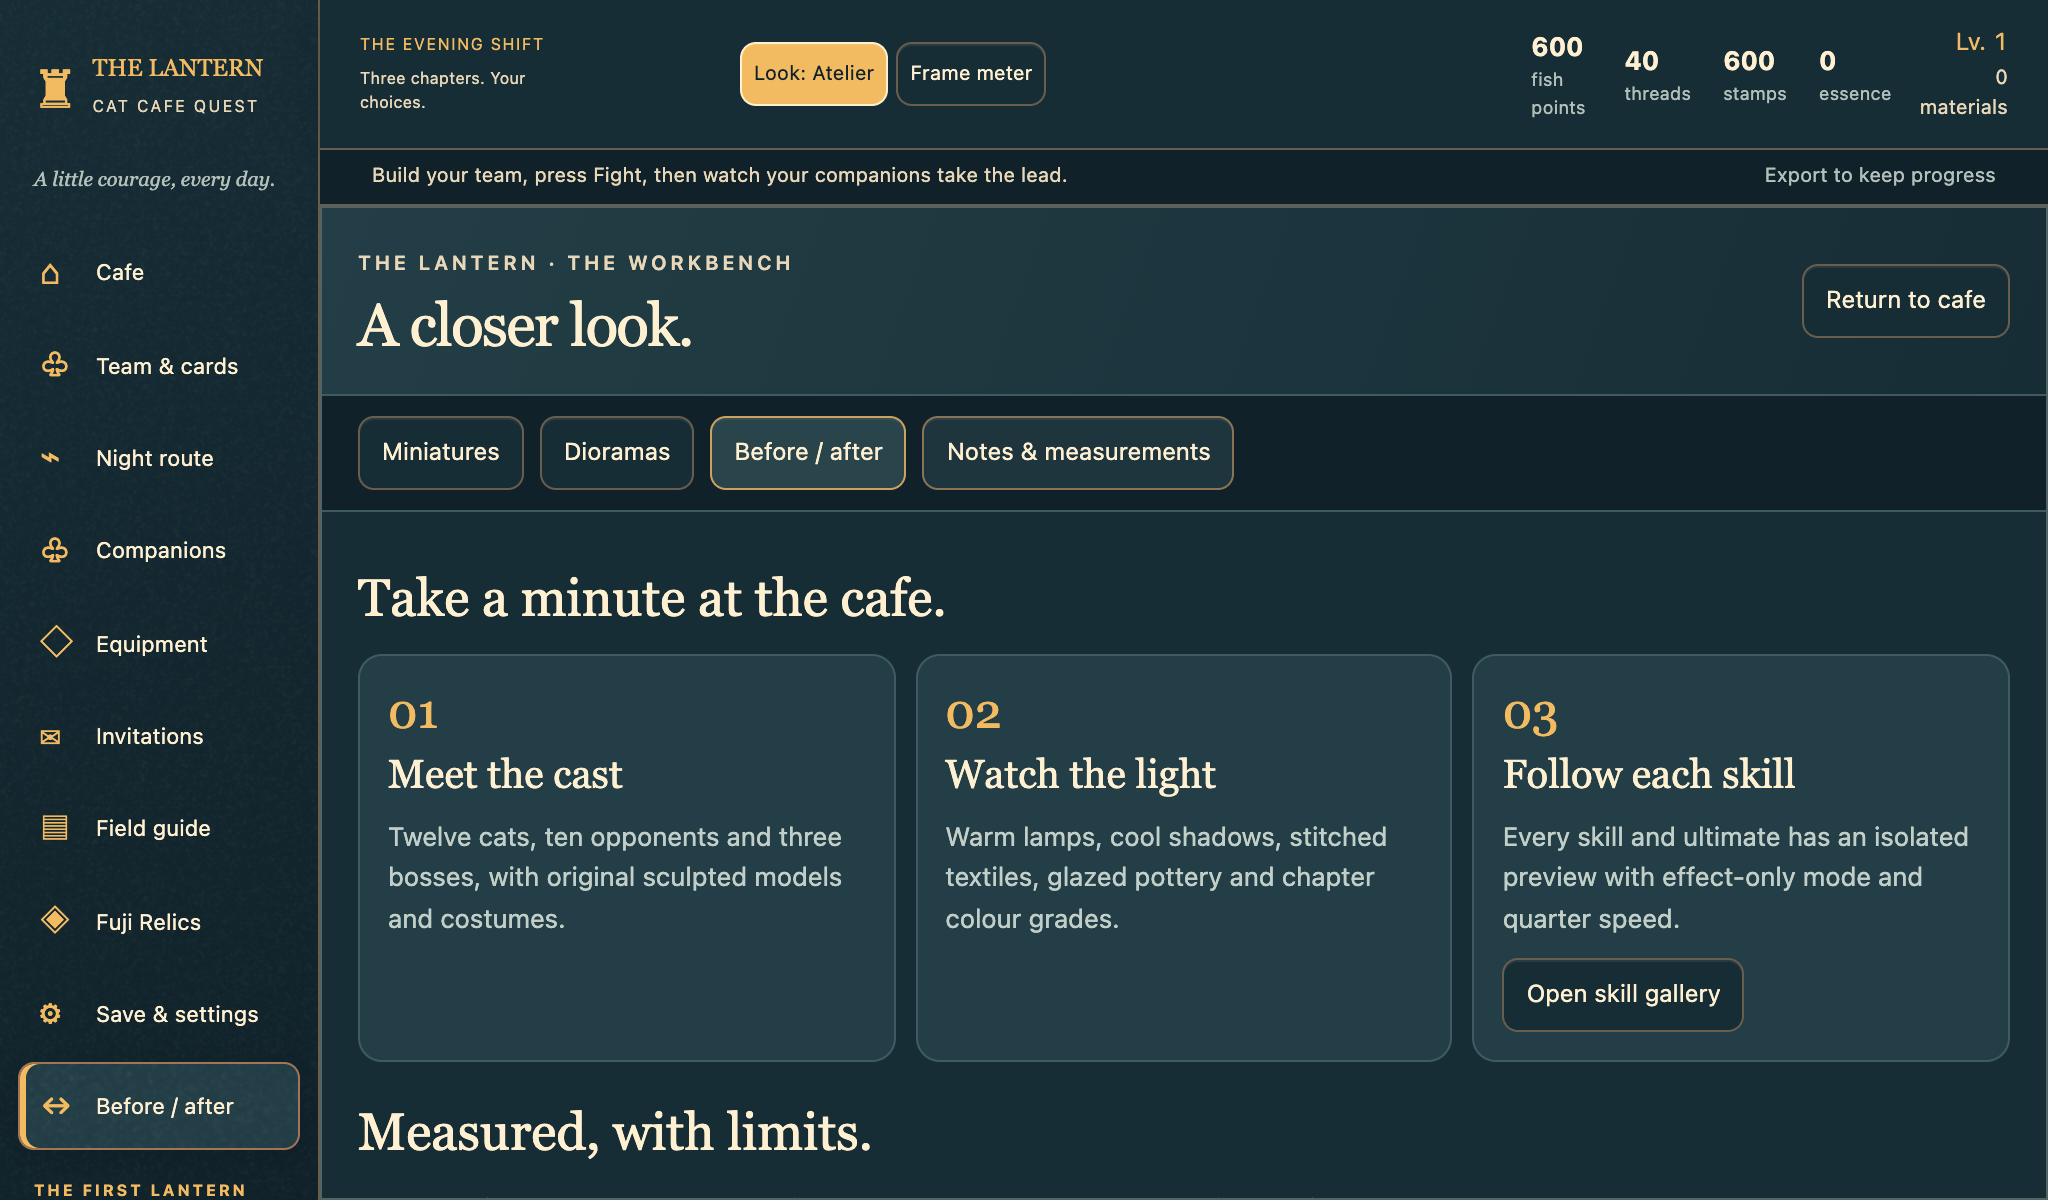 THE LANTERN
CAT CAFE QUEST
A little courage, every day.
Cafe
Team & cards
Night route
Companions
Equipment
Invitations
Field guide
Fuji Relics
Save & settings
Before / after
THE FIRST LANTERN
THE EVENING SHIFT
Three chapters. Your
choices.
Look: Atelier
Frame meter
600
fish
points
40
threads
600
stamps
0
essence
Lv. 1
0
materials
Build your team, press Fight, then watch your companions take the lead.
Export to keep progress
THE LANTERN · THE WORKBENCH
A closer look.
Return to cafe
Miniatures
Dioramas
Before / after
Notes & measurements
Take a minute at the cafe.
01
Meet the cast
Twelve cats, ten opponents and three
bosses, with original sculpted models
and costumes.
02
Watch the light
Warm lamps, cool shadows, stitched
textiles, glazed pottery and chapter
colour grades.
03
Follow each skill
Every skill and ultimate has an isolated
preview with effect-only mode and
quarter speed.
Open skill gallery
Measured, with limits.